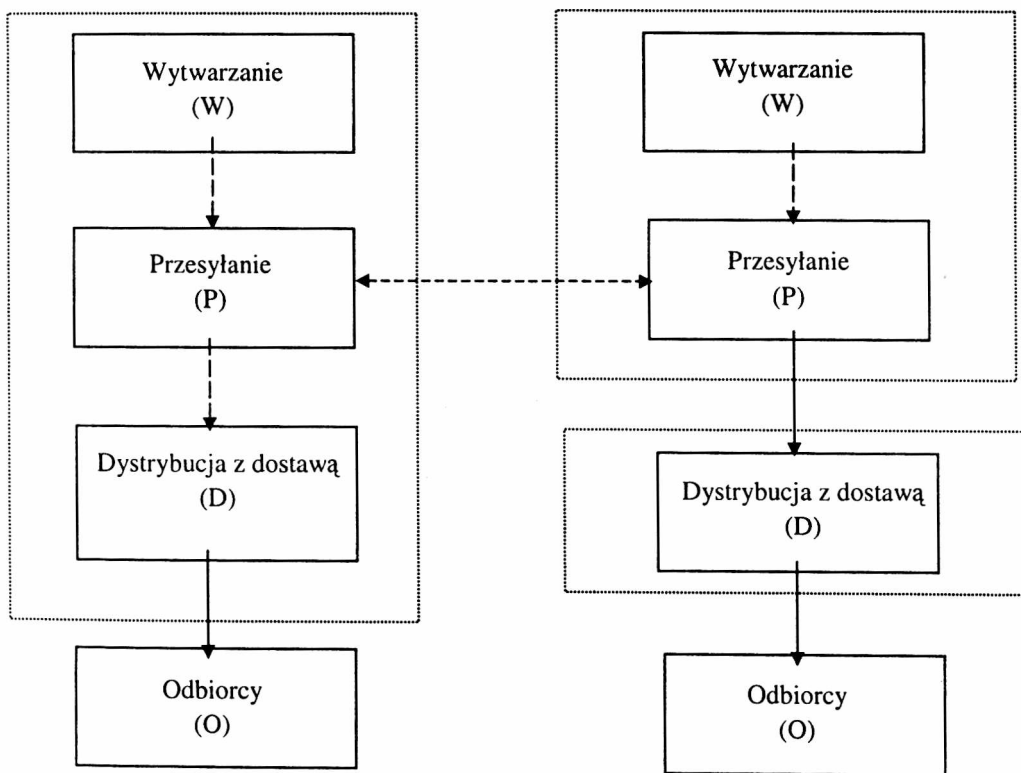 Wytwarzanie
(W)
Przesyłanie
(P)
Dystrybucja z dostawą
(D)
Odbiorcy
(O)
Wytwarzanie
(W)
Przesyłanie
(P)
Dystrybucja z dostawą
(D)
Odbiorcy
(O)